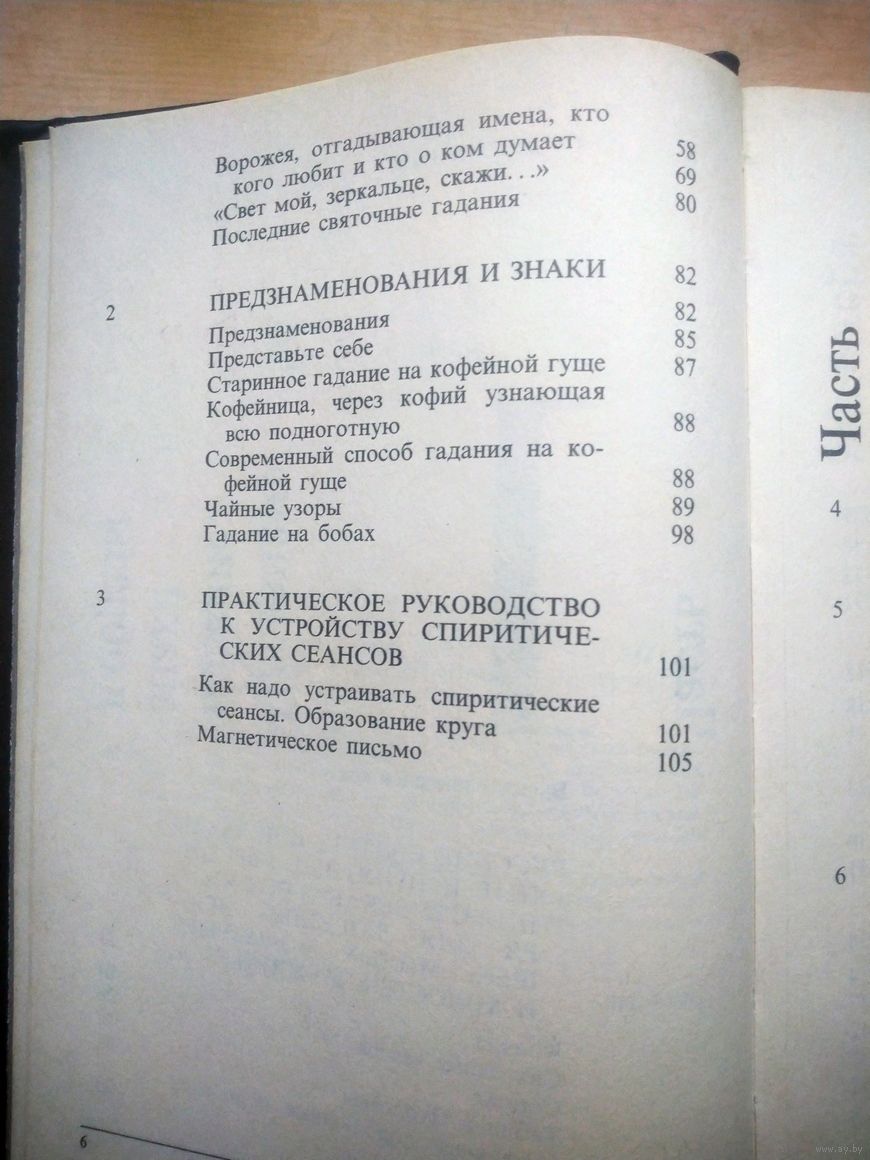 Ворожея, отгадывающая имена, кто
кого любит и кто о ком думает 58
«Свет мой, зеркальце, скажи. . .» 69
Последние святочные гадания 80
2 ПРЕДЗНАМЕНОВАНИЯ И ЗНАКИ 82
Предзнаменования 82
Представьте себе 85
Старинное гадание на кофейной гуще 87
Кофейница, через кофий узнающая
всю подноготную 88
Современный способ гадания на ко-
фейной гуще 88
Чайные узоры 89
Гадание на бобах 98
3 ПРАКТИЧЕСКОЕ РУКОВОДСТВО
К УСТРОЙСТВУ СПИРИТИЧЕ-
СКИХ СЕАНСОВ 101
Как надо устраивать спиритические
сеансы. Образование круга 101
Магнетическое письмо 105
6
Часть
4
5
6
www.ay.by